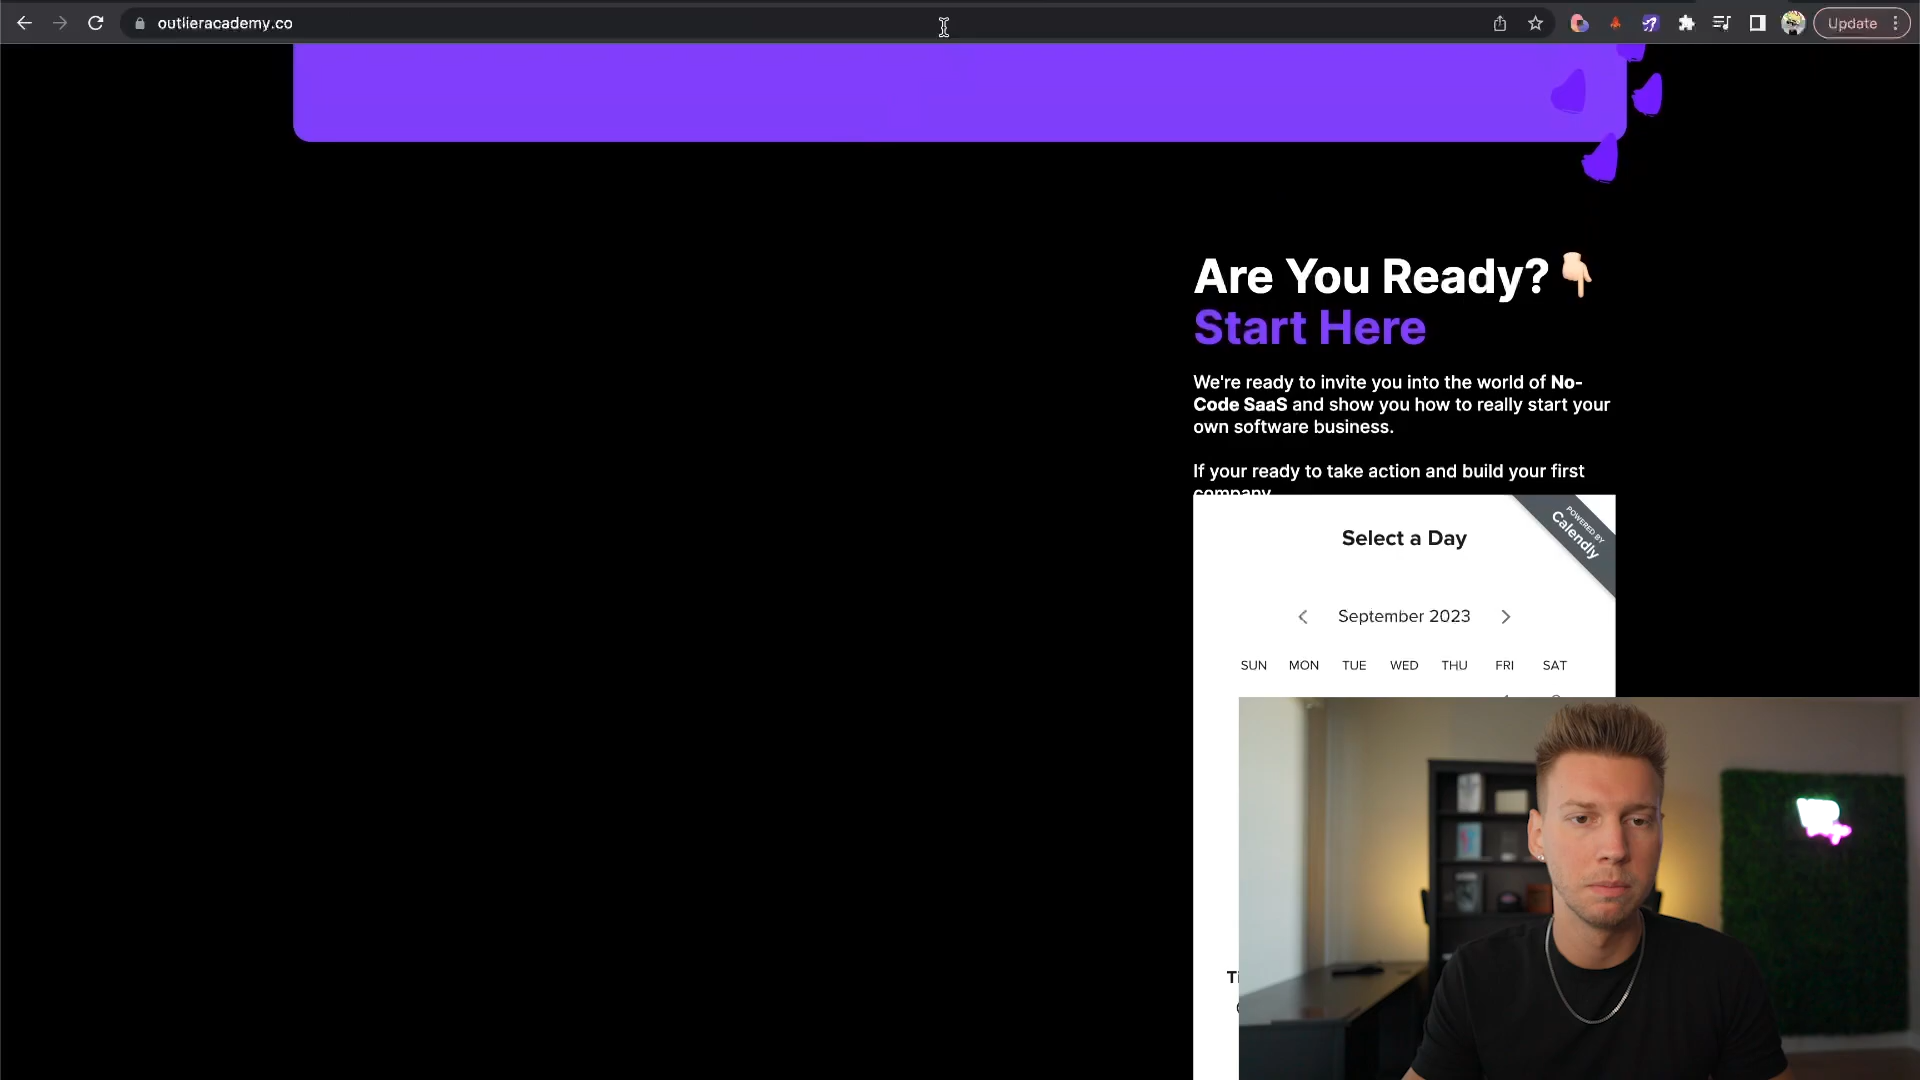 outlieracademy.co
Update
Are You Ready?👇🏻
Start Here
We're ready to invite you into the world of No-
Code SaaS and show you how to really start your
own software business.
If your ready to take action and build your first
company
POWERED BY
Calendly
Select a Day
September 2023
SUN MON TUE WED THU FRI SAT